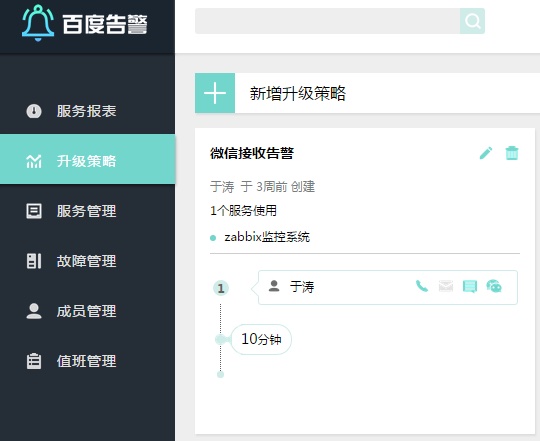 百度告警
服务报表
升级策略
服务管理
故障管理
成员管理
值班管理
新增升级策略
微信接收告警
于涛 于 3周前 创建
1个服务使用
zabbix监控系统
1
于涛
10分钟